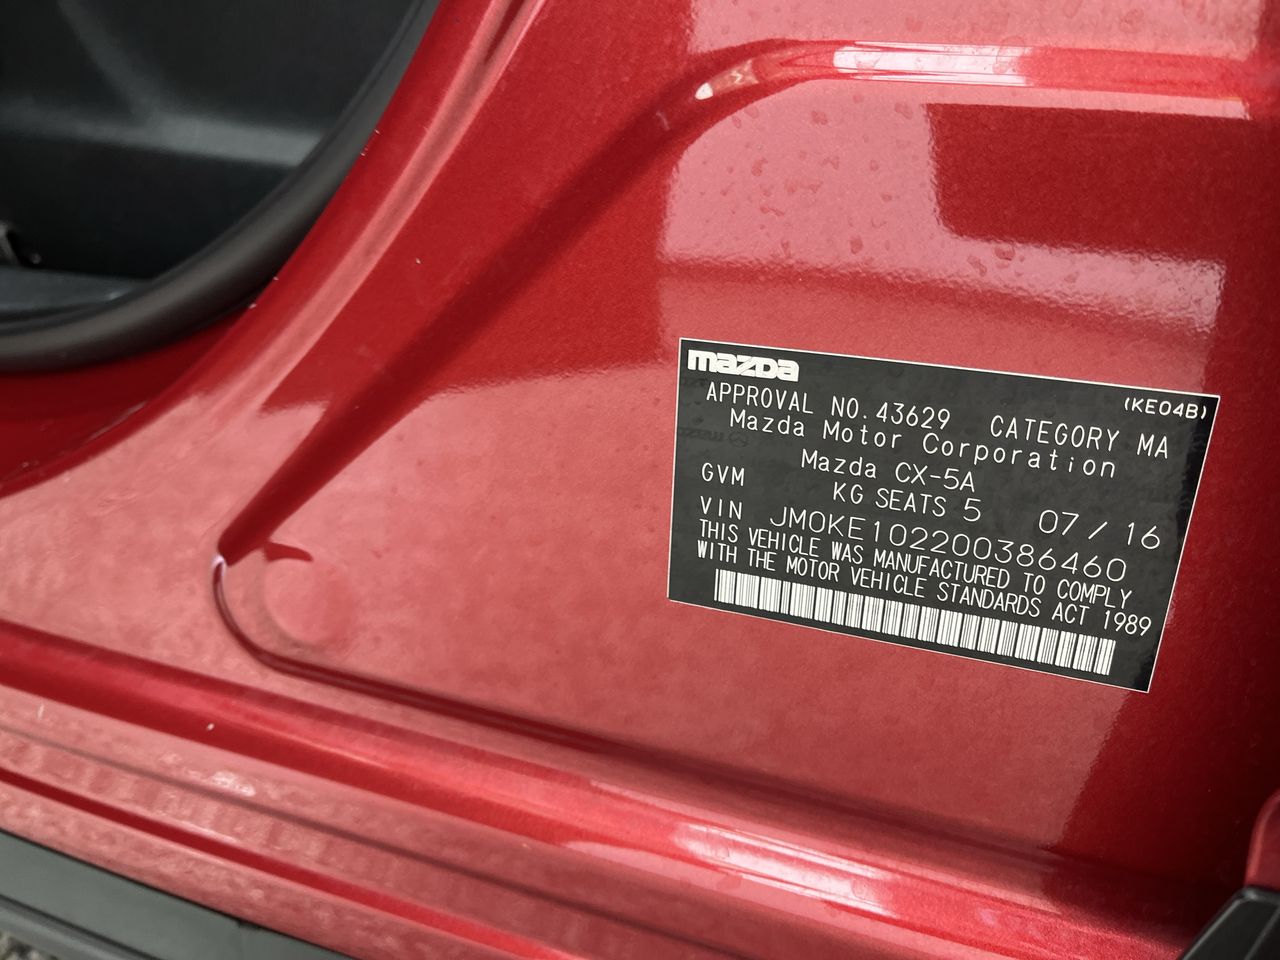 mazda
(KE04B)
APPROVAL NO.43629 CATEGORY MA
Mazda Motor Corporation
Mazda CX-5A
GVM KG SEATS 5 07/16
VIN JM0KE102200386460
THIS VEHICLE WAS MANUFACTURED TO COMPLY
WITH THE MOTOR VEHICLE STANDARDS ACT 1989